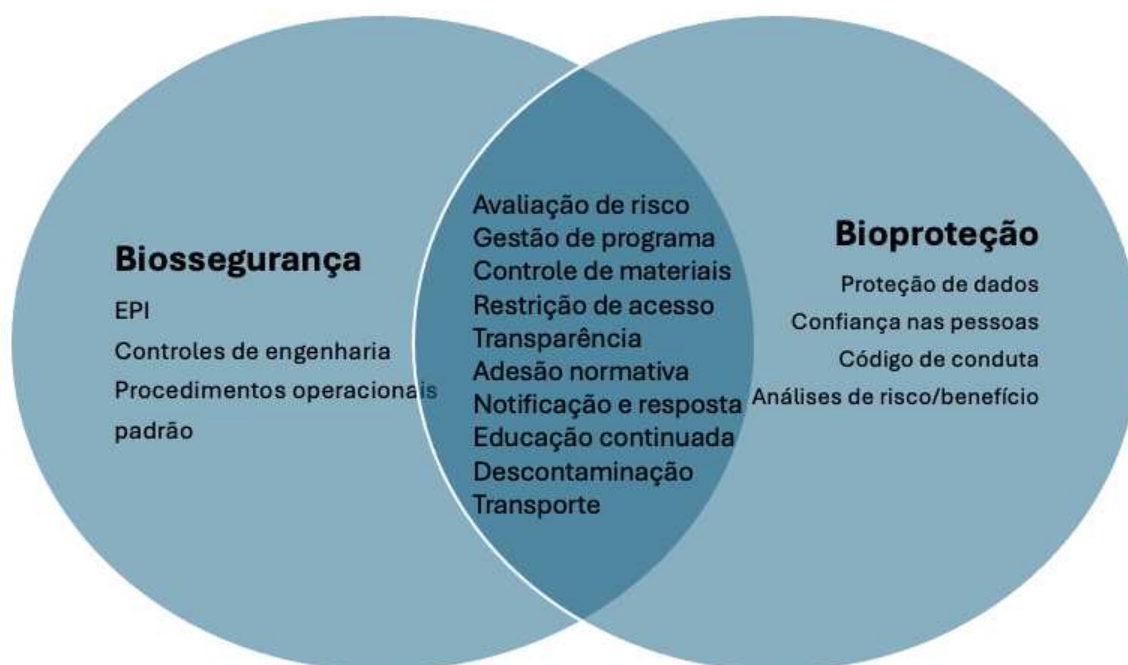 Biossegurança
EPI
Controles de engenharia
Procedimentos operacionais
padrão
Avaliação de risco
Gestão de programa
Controle de materiais
Restrição de acesso
Transparência
Adesão normativa
Notificação e resposta
Educação continuada
Descontaminação
Transporte
Bioproteção
Proteção de dados
Confiança nas pessoas
Código de conduta
Análises de risco/benefício